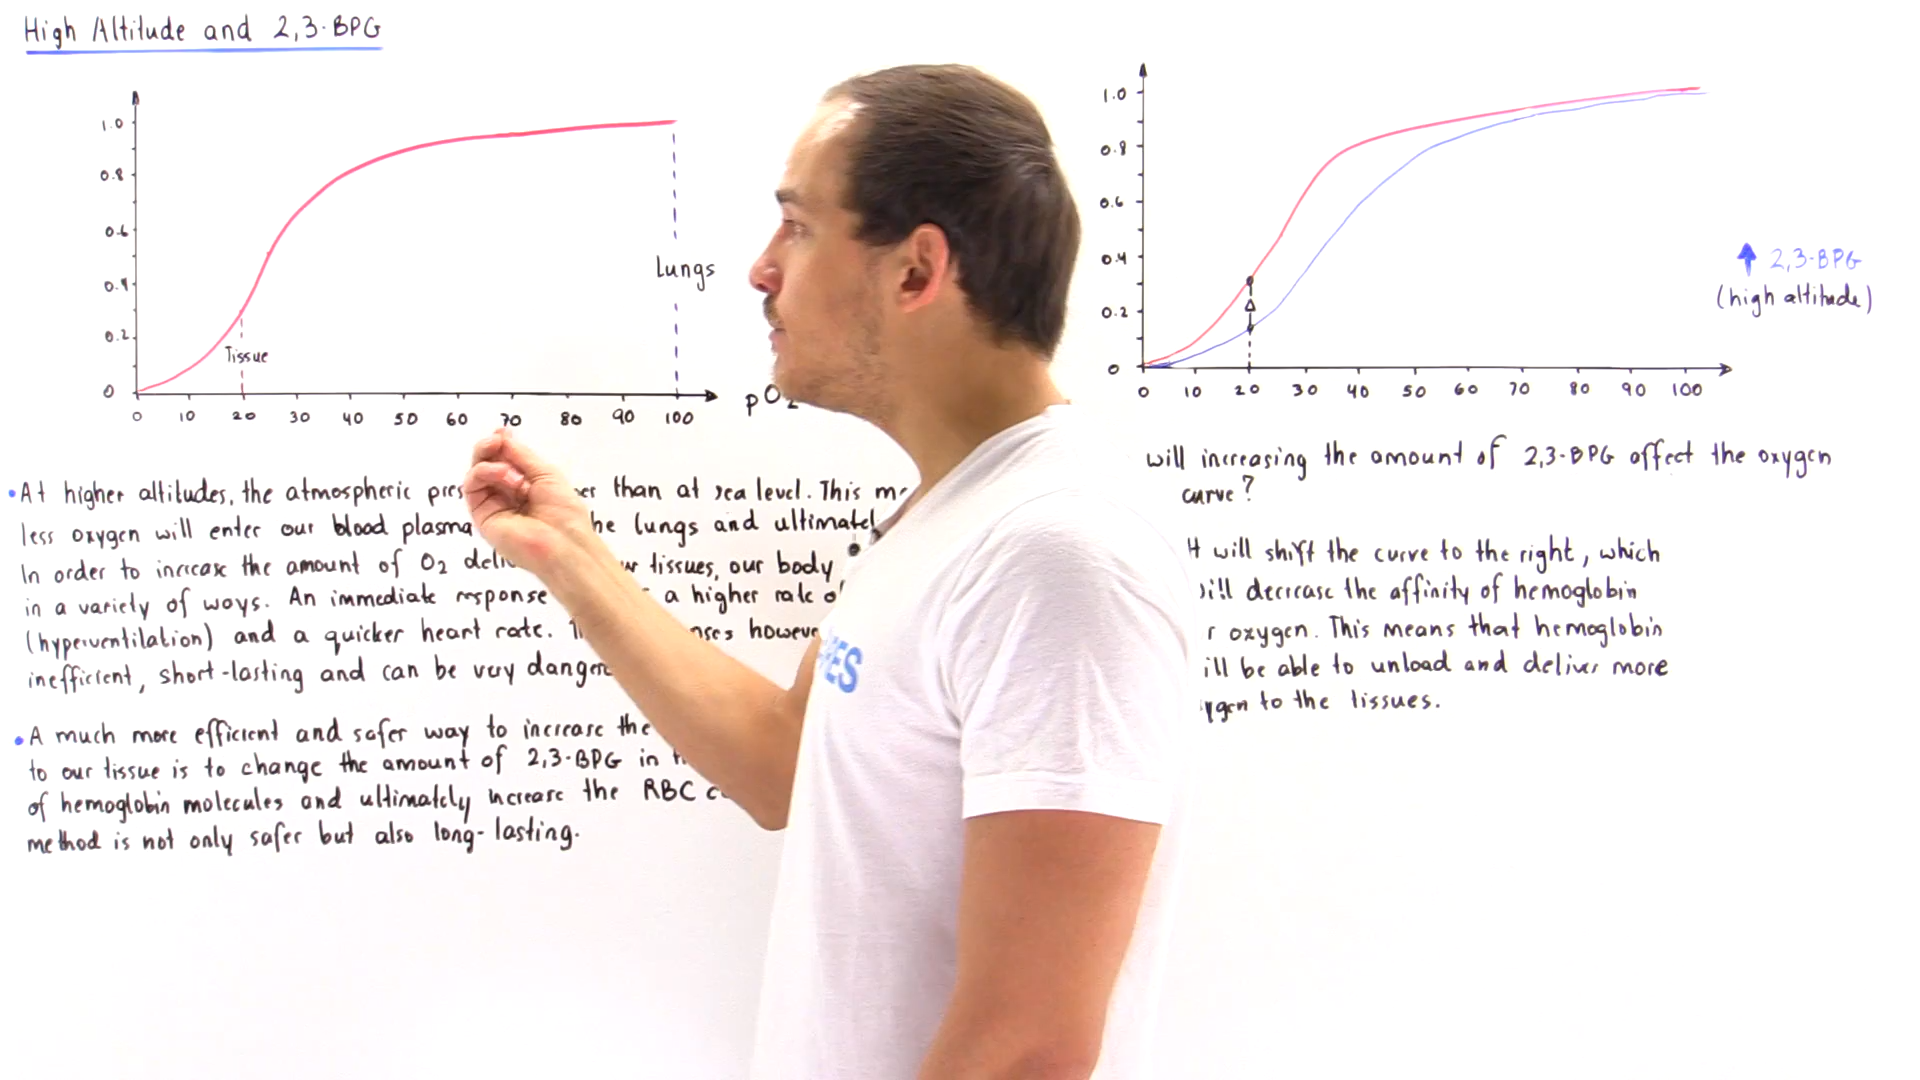 High Altitude and 2,3-BPG
1.0
0.8
0.6
0.4
0.2
0
Tissue
Lungs
0 10 20 30 40 50 60 70 80 90 100
pO2
• At higher altitudes, the atmospheric than at sea level. This
less oxygen will enter our blood plasma lungs and
In order to increase the amount of O2 tissues, our body
in a variety of ways. An immediate response a higher rate
(hyperventilation) and a quicker heart rate.
inefficient, short-lasting and can be very
• A much more efficient and safer way to increase the
to our tissue is to change the amount of 2,3-BPG in
of hemoglobin molecules and ultimately increase the RBC
method is not only safer but also long-lasting.
ES
1.0
0.8
0.6
0.4
0.2
0
Δ
0 10 20 30 40 50 60 70 80 90 100
2,3-BPG
(high altitude)
will increasing the amount of 2,3-BPG affect the oxygen
curve?
It will shift the curve to the right, which
will decrease the affinity of hemoglobin
oxygen. This means that hemoglobin
will be able to unload and deliver more
to the tissues.